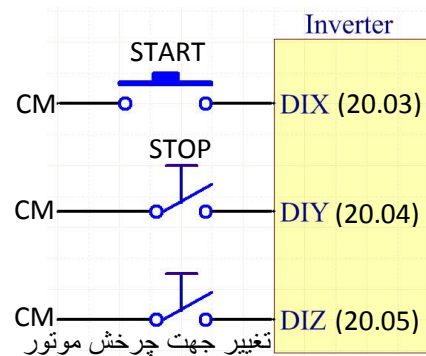 Inverter
START
CM DIX (20.03)
STOP
CM DIY (20.04)
CM DIZ (20.05)
تغییر جهت چرخش موتور